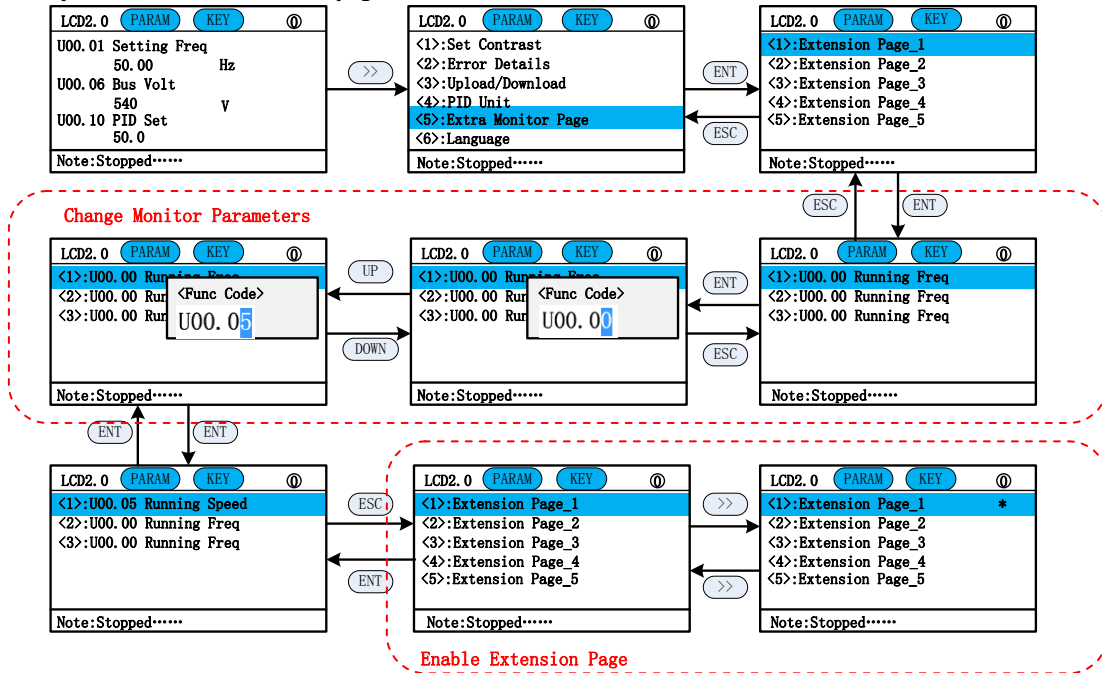 LCD2.0 PARAM KEY
U00.01 Setting Freq
50.00 Hz
U00.06 Bus Volt
540 V
U00.10 PID Set
50.0
Note:Stopped······
>>
LCD2.0 PARAM KEY
<1>:Set Contrast
<2>:Error Details
<3>:Upload/Download
<4>:PID Unit
<5>:Extra Monitor Page
<6>:Language
Note:Stopped······
ENT
ESC
LCD2.0 PARAM KEY
<1>:Extension Page_1
<2>:Extension Page_2
<3>:Extension Page_3
<4>:Extension Page_4
<5>:Extension Page_5
Note:Stopped······
ESC
ENT
Change Monitor Parameters
LCD2.0 PARAM KEY
<1>:U00.00 Running Freq
<2>:U00.00 Run
<3>:U00.00 Run
<Func Code>
U00.05
Note:Stopped······
UP
DOWN
LCD2.0 PARAM KEY
<1>:U00.00 Running Freq
<2>:U00.00 Run
<3>:U00.00 Run
<Func Code>
U00.00
Note:Stopped······
ENT
ESC
LCD2.0 PARAM KEY
<1>:U00.00 Running Freq
<2>:U00.00 Running Freq
<3>:U00.00 Running Freq
Note:Stopped······
ENT
ENT
LCD2.0 PARAM KEY
<1>:U00.05 Running Speed
<2>:U00.00 Running Freq
<3>:U00.00 Running Freq
Note:Stopped······
ESC
ENT
LCD2.0 PARAM KEY
<1>:Extension Page_1
<2>:Extension Page_2
<3>:Extension Page_3
<4>:Extension Page_4
<5>:Extension Page_5
Note:Stopped······
>>
>>
LCD2.0 PARAM KEY
<1>:Extension Page_1 *
<2>:Extension Page_2
<3>:Extension Page_3
<4>:Extension Page_4
<5>:Extension Page_5
Note:Stopped······
Enable Extension Page